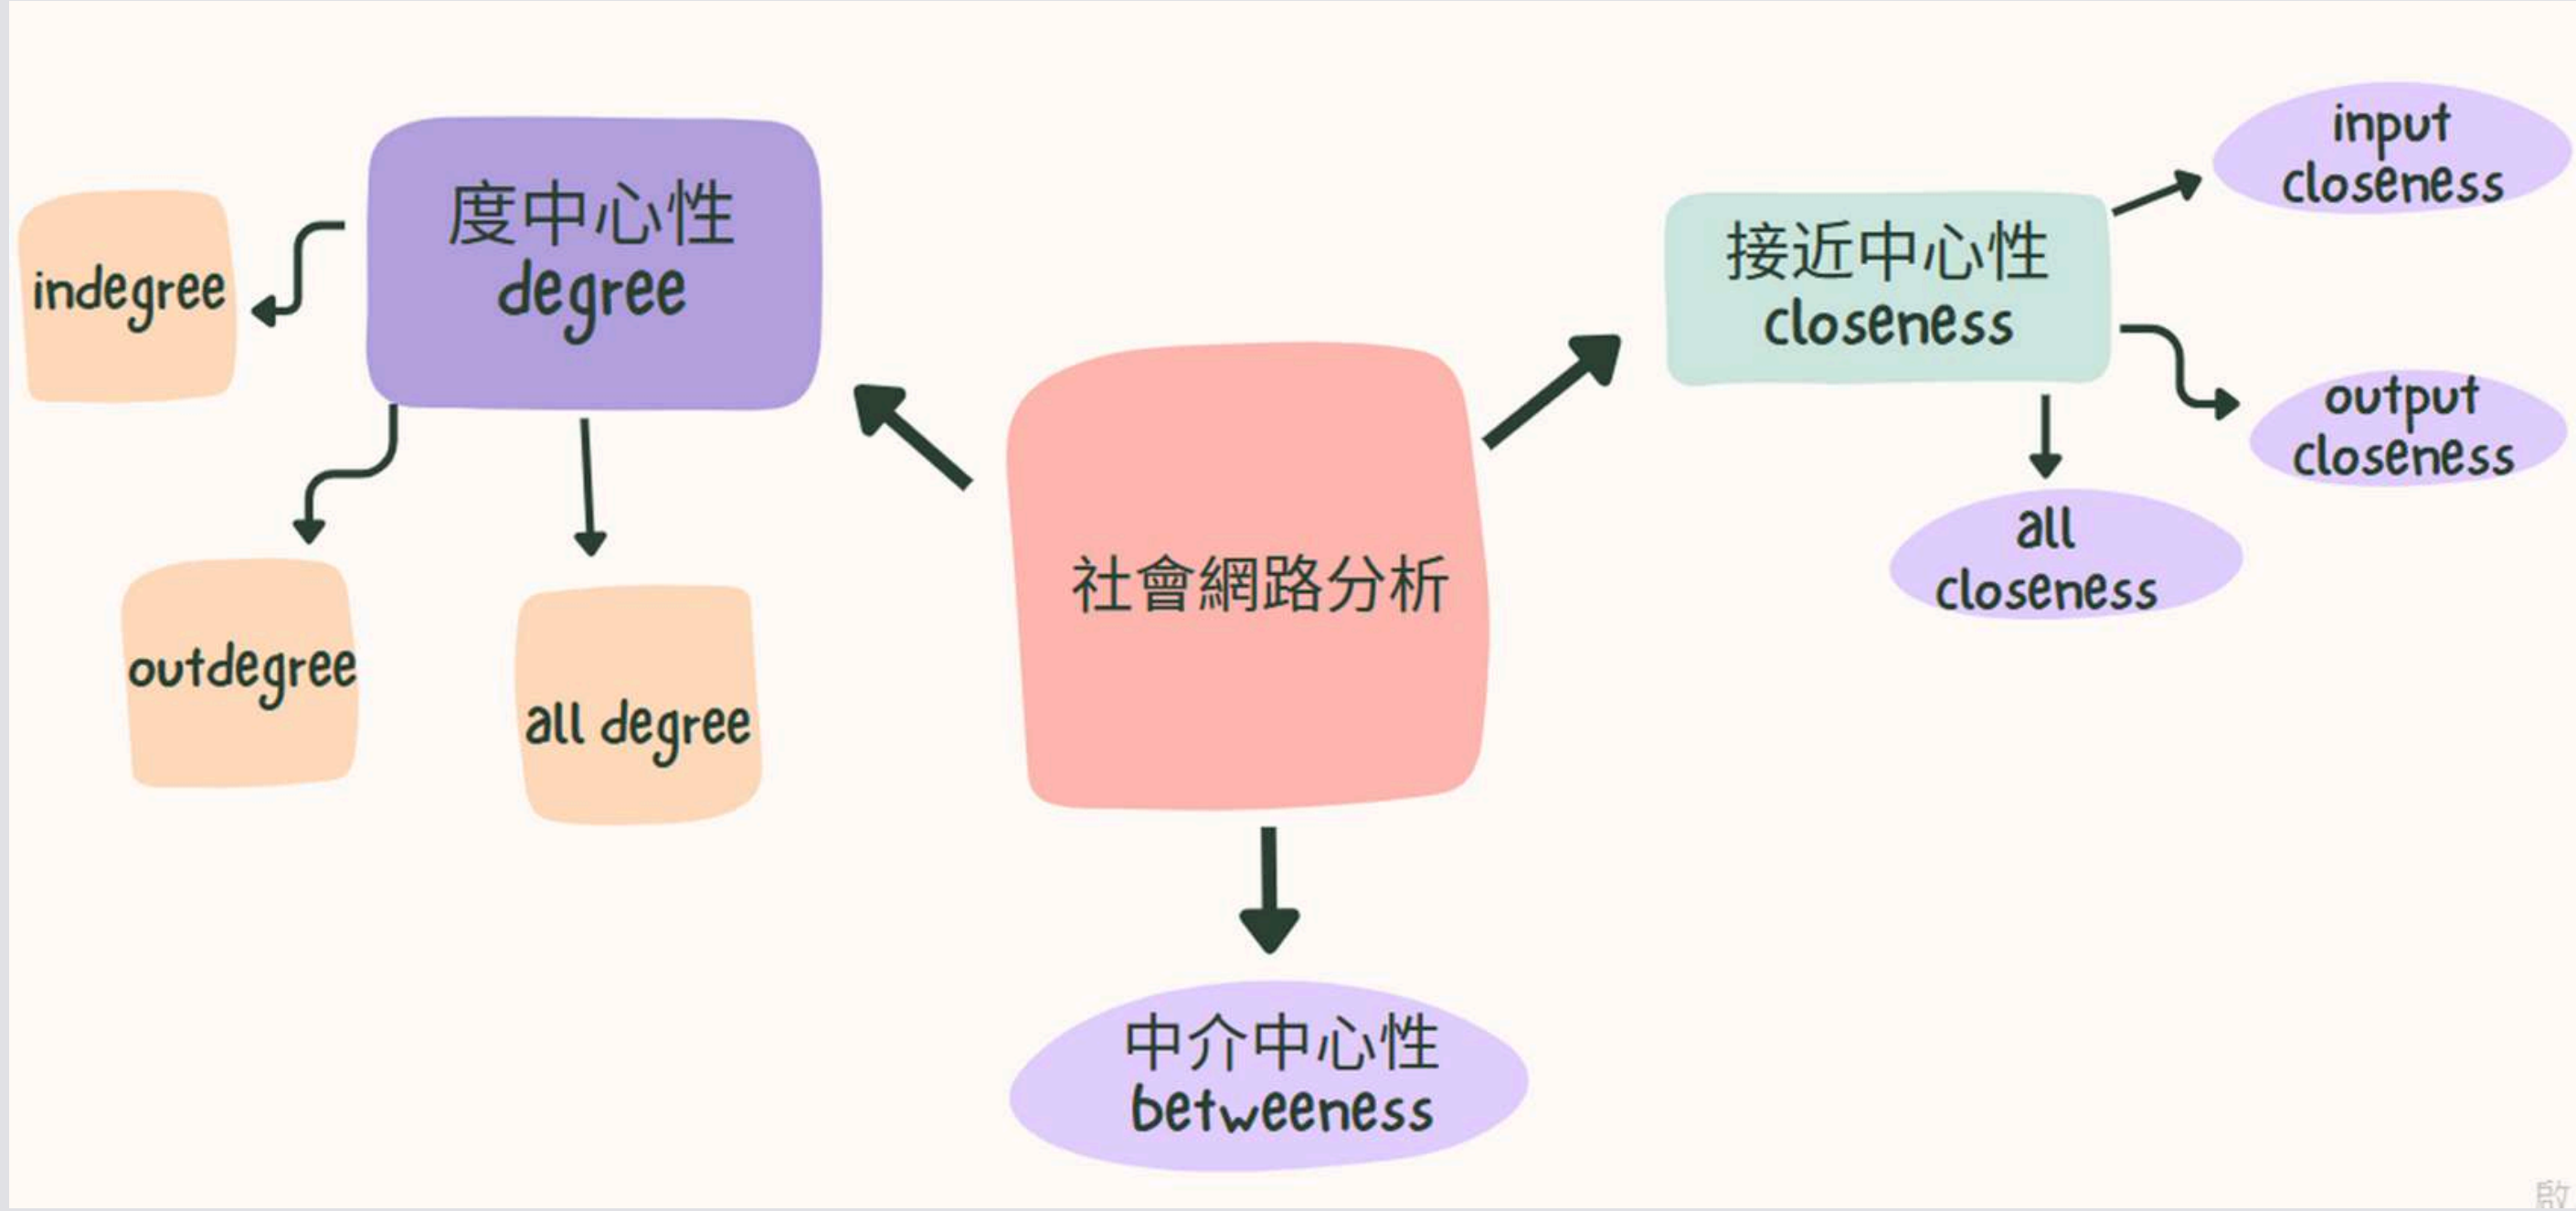 度中心性
degree
indegree
outdegree
all degree
社會網路分析
接近中心性
closeness
input
closeness
output
closeness
all
closeness
中介中心性
betweeness
啟